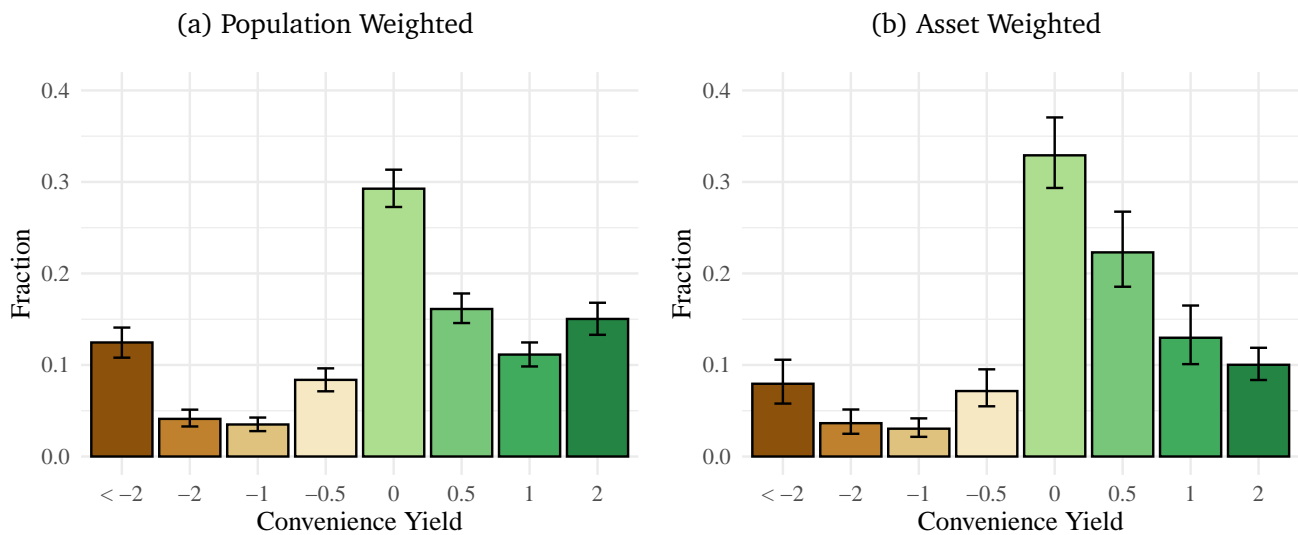 (a) Population Weighted
0.4
0.3
0.2
0.1
0.0
Fraction
< −2 −2 −1 −0.5 0 0.5 1 2
Convenience Yield
(b) Asset Weighted
0.4
0.3
0.2
0.1
0.0
Fraction
< −2 −2 −1 −0.5 0 0.5 1 2
Convenience Yield